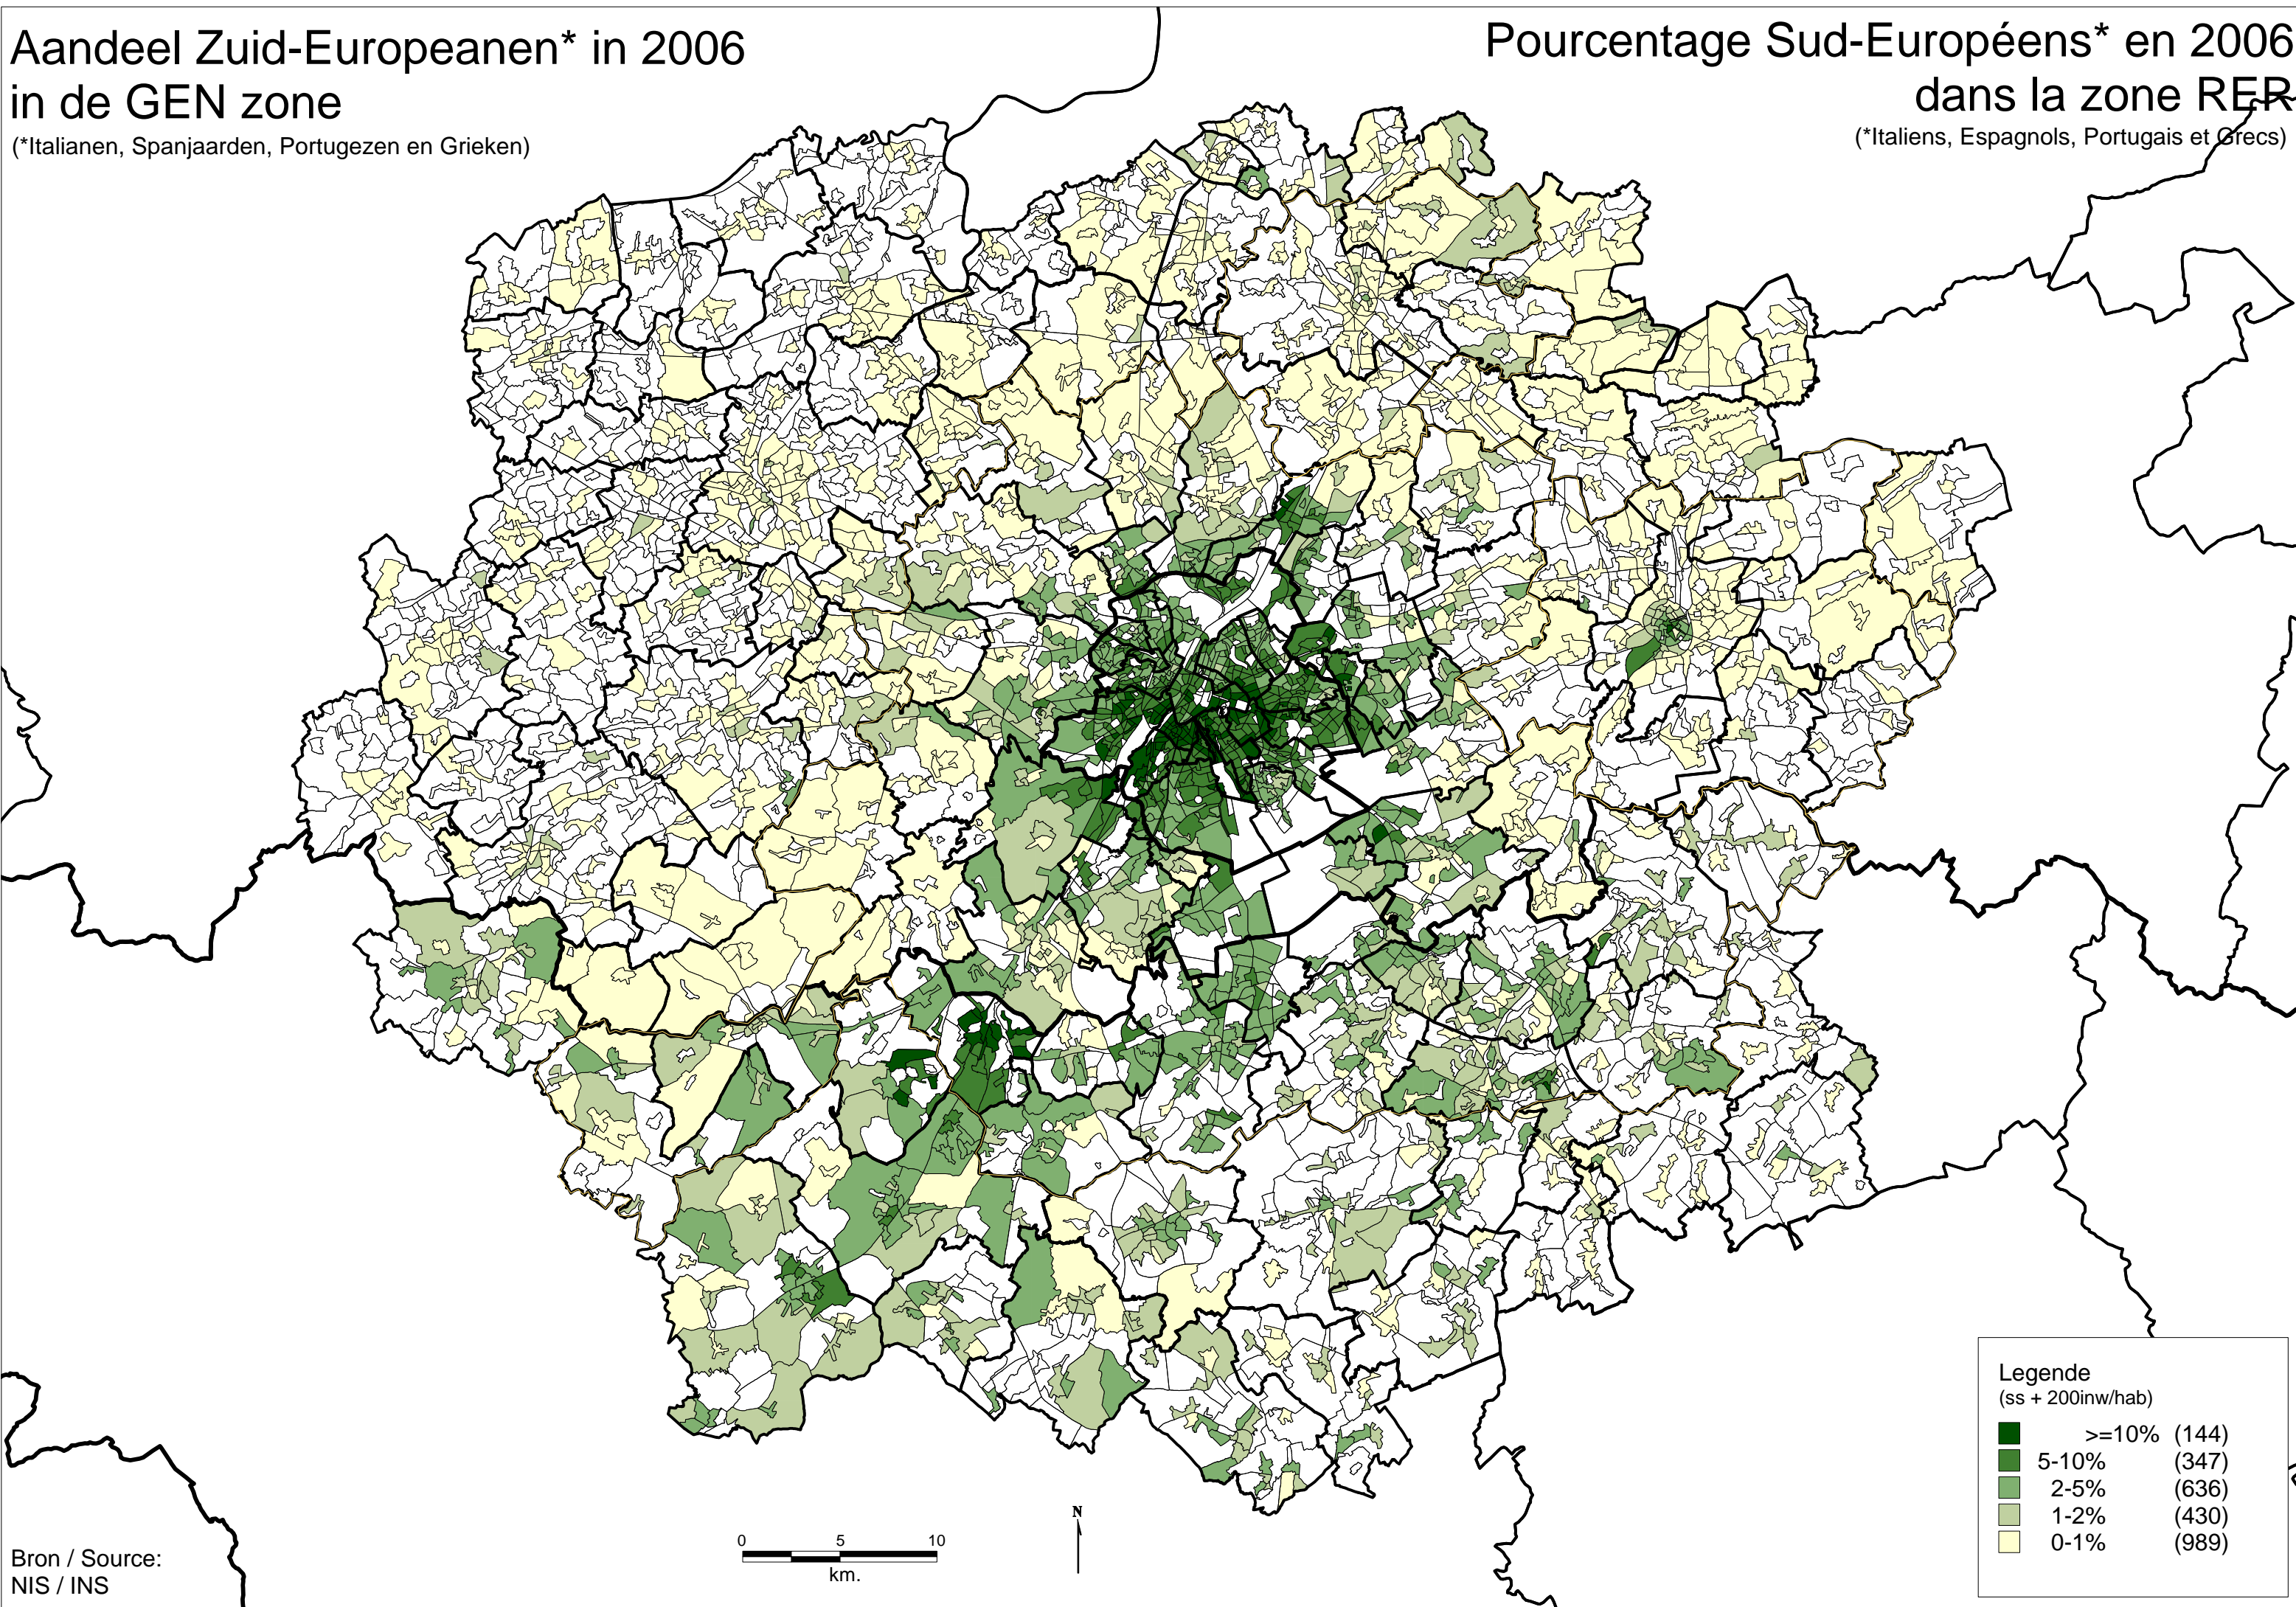 Aandeel Zuid-Europeanen* in 2006
in de GEN zone
(*Italianen, Spanjaarden, Portugezen en Grieken)
Pourcentage Sud-Européens* en 2006
dans la zone RER
(*Italiens, Espagnols, Portugais et Grecs)
Legende
(ss + 200inw/hab)
>=10% (144)
5-10% (347)
2-5% (636)
1-2% (430)
0-1% (989)
N
0 5 10
km.
Bron / Source:
NIS / INS